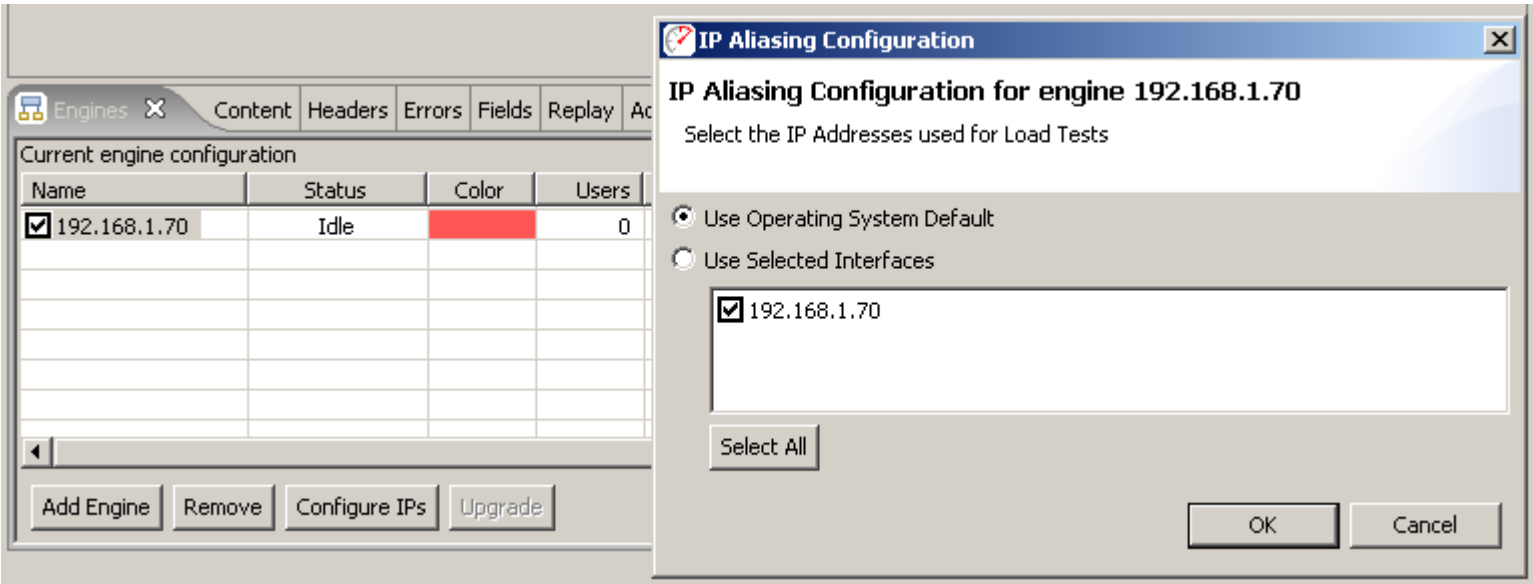 Engines
Content
Headers
Errors
Fields
Replay
Current engine configuration
Name
Status
Color
Users
192.168.1.70
Idle
0
Add Engine
Remove
Configure IPs
Upgrade
IP Aliasing Configuration
IP Aliasing Configuration for engine 192.168.1.70
Select the IP Addresses used for Load Tests
Use Operating System Default
Use Selected Interfaces
192.168.1.70
Select All
OK
Cancel